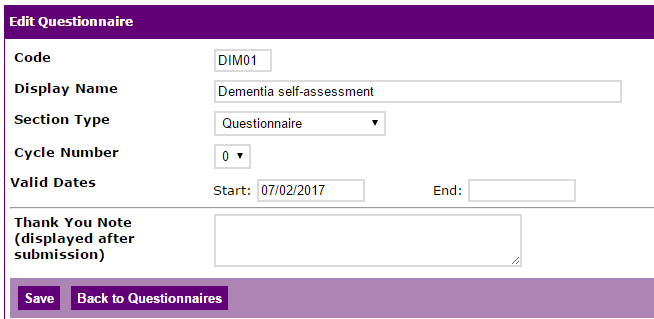 Edit Questionnaire
Code DIM01
Display Name Dementia self-assessment
Section Type Questionnaire
Cycle Number 0
Valid Dates Start: 07/02/2017 End:
Thank You Note
(displayed after
submission)
Save Back to Questionnaires